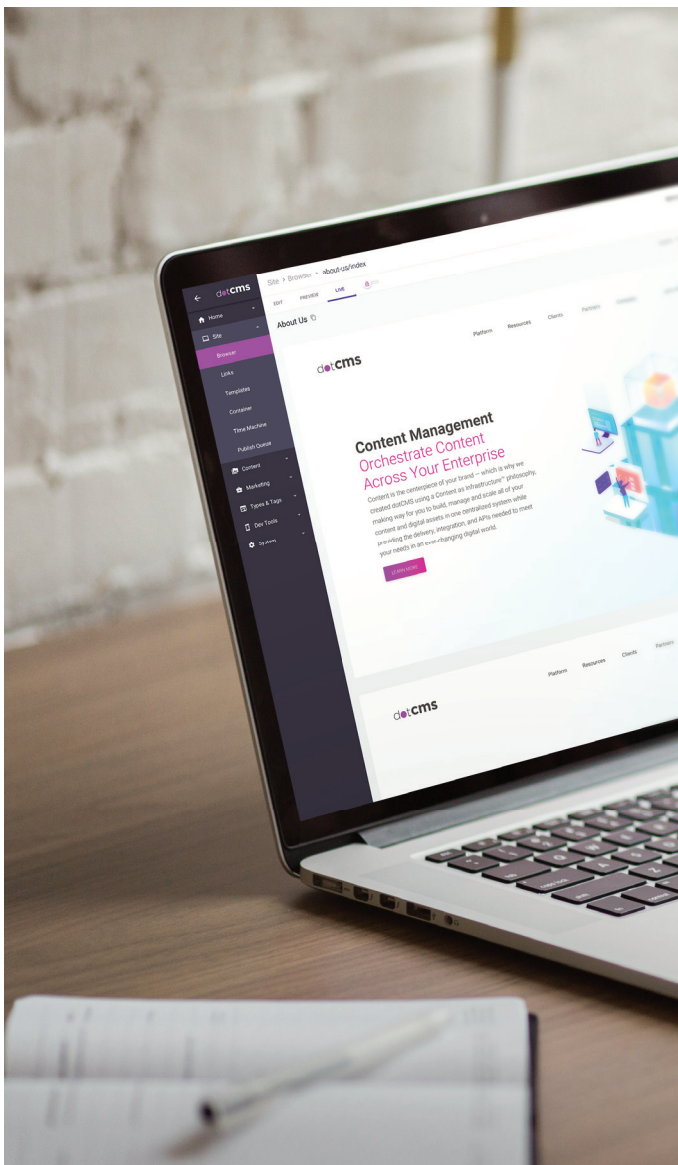 dotcms
Home
Site
Browser
Links
Templates
Container
Time Machine
Publish Queue
Content
Marketing
Types & Tags
Dev Tools
Site > Browser about-us/index
EDIT PREVIEW LIVE
About Us
dotcms
Platform Resources Clients Partners
Content Management
Orchestrate Content
Across Your Enterprise
Content is the centerpiece of your brand — which is why we
created dotCMS using a Content as Infrastructure™ philosophy,
making way for you to build, manage and scale all of your
content and digital assets in one centralized system while
providing the delivery, integration, and APIs needed to meet
your needs in an ever-changing digital world.
LEARN MORE
dotcms
Platform Resources Clients Partners